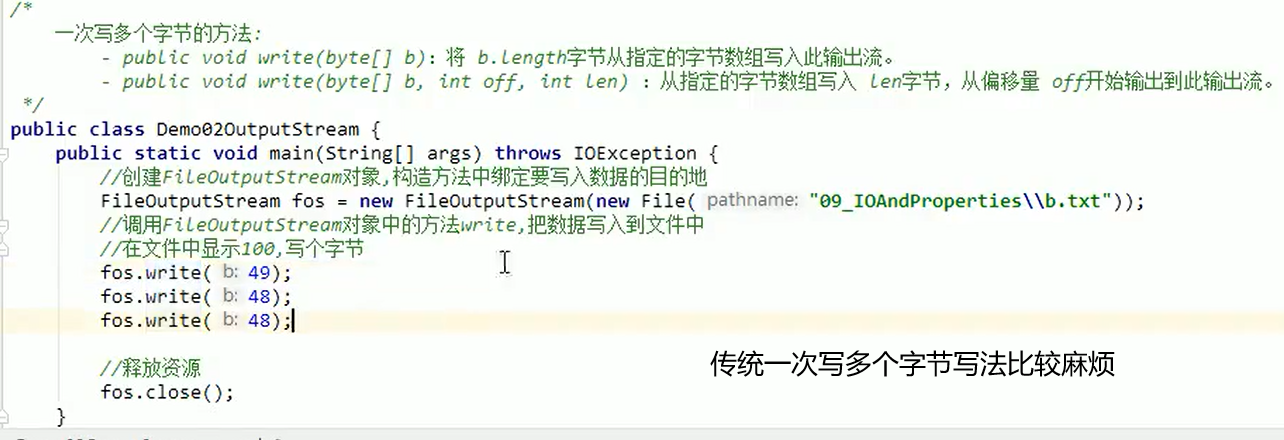 /*
一次写多个字节的方法:
- public void write(byte[] b)：将 b.length字节从指定的字节数组写入此输出流。
- public void write(byte[] b, int off, int len) ：从指定的字节数组写入 len字节，从偏移量 off开始输出到此输出流。
*/
public class Demo02OutputStream {
public static void main(String[] args) throws IOException {
//创建FileOutputStream对象,构造方法中绑定要写入数据的目的地
FileOutputStream fos = new FileOutputStream(new File( pathname: "09_IOAndProperties\\b.txt"));
//调用FileOutputStream对象中的方法write,把数据写入到文件中
//在文件中显示100,写个字节
fos.write( b: 49);
fos.write( b: 48);
fos.write( b: 48);
//释放资源
传统一次写多个字节写法比较麻烦
fos.close();
}